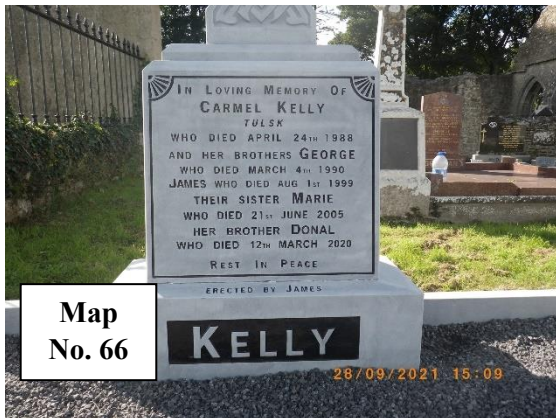 IN LOVING MEMORY OF
CARMEL KELLY
TULSK
WHO DIED APRIL 24TH 1988
AND HER BROTHERS GEORGE
WHO DIED MARCH 4TH 1990
JAMES WHO DIED AUG 1ST 1999
THEIR SISTER MARIE
WHO DIED 21ST JUNE 2005
HER BROTHER DONAL
WHO DIED 12TH MARCH 2020
REST IN PEACE
ERECTED BY JAMES
KELLY
Map
No. 66
28/09/2021 15:09